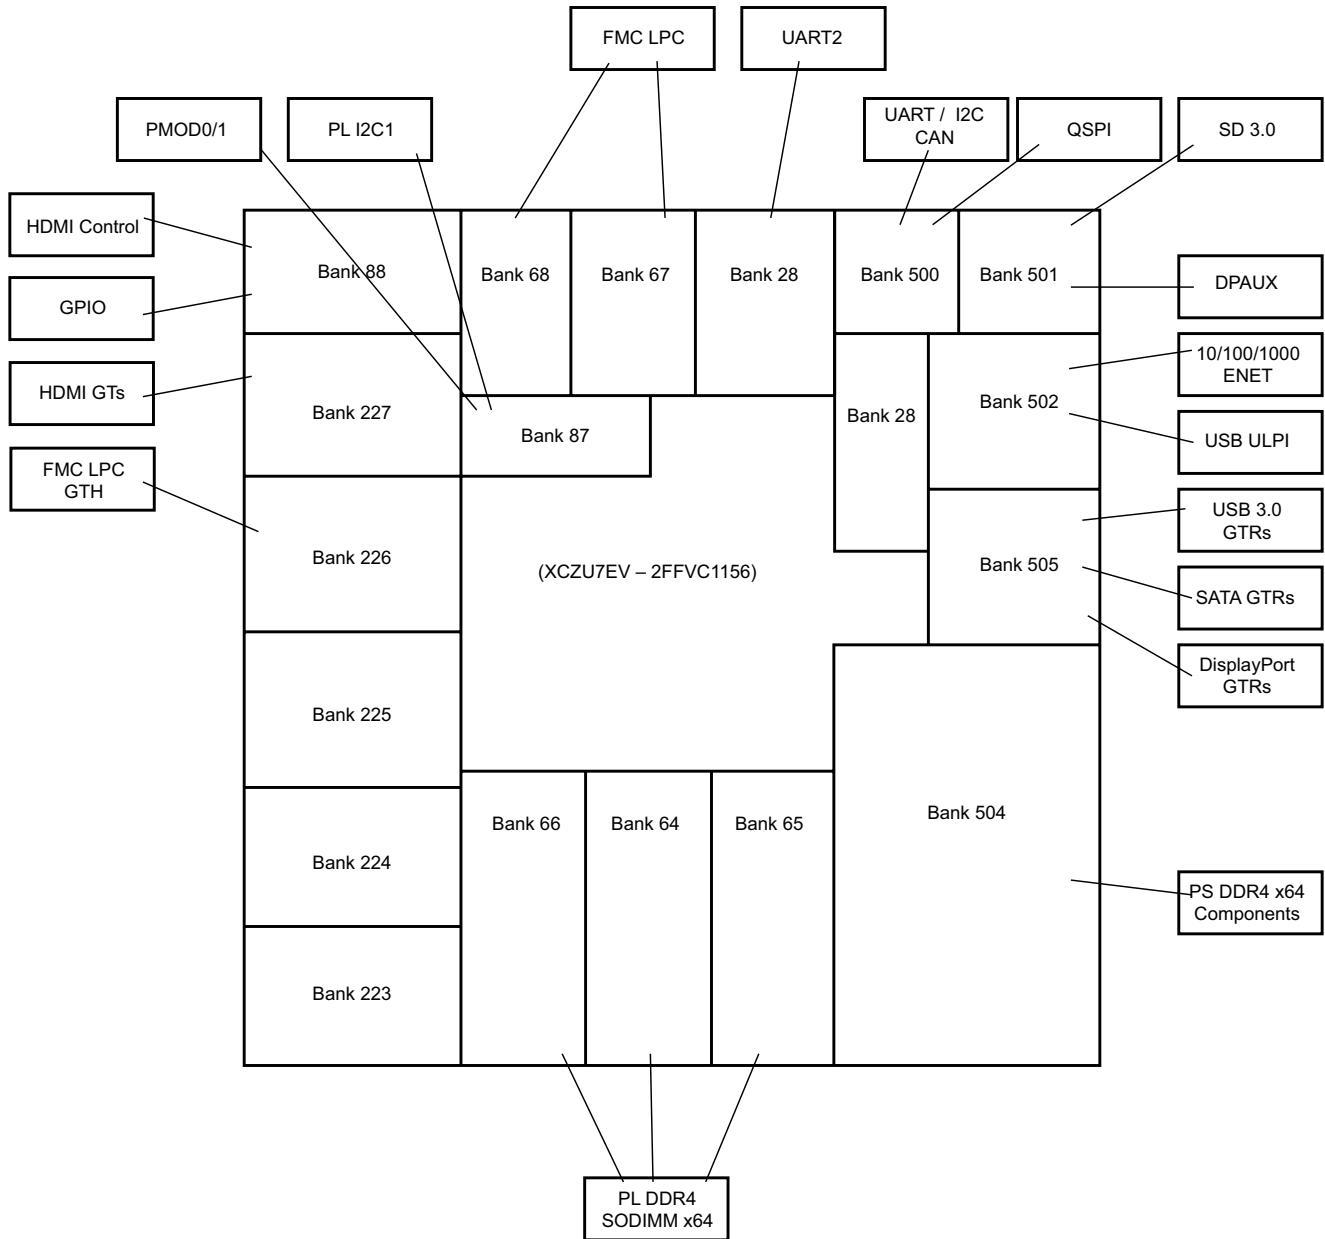 FMC LPC
UART2
PMOD0/1
PL I2C1
UART / I2C
CAN
QSPI
SD 3.0
HDMI Control
GPIO
HDMI GTs
FMC LPC
GTH
Bank 88
Bank 68
Bank 67
Bank 28
Bank 500
Bank 501
DPAUX
10/100/1000
ENET
Bank 227
Bank 87
Bank 28
Bank 502
USB ULPI
USB 3.0
GTRs
Bank 226
(XCZU7EV – 2FFVC1156)
Bank 505
SATA GTRs
DisplayPort
GTRs
Bank 225
Bank 66
Bank 64
Bank 65
Bank 504
Bank 224
PS DDR4 x64
Components
Bank 223
PL DDR4
SODIMM x64